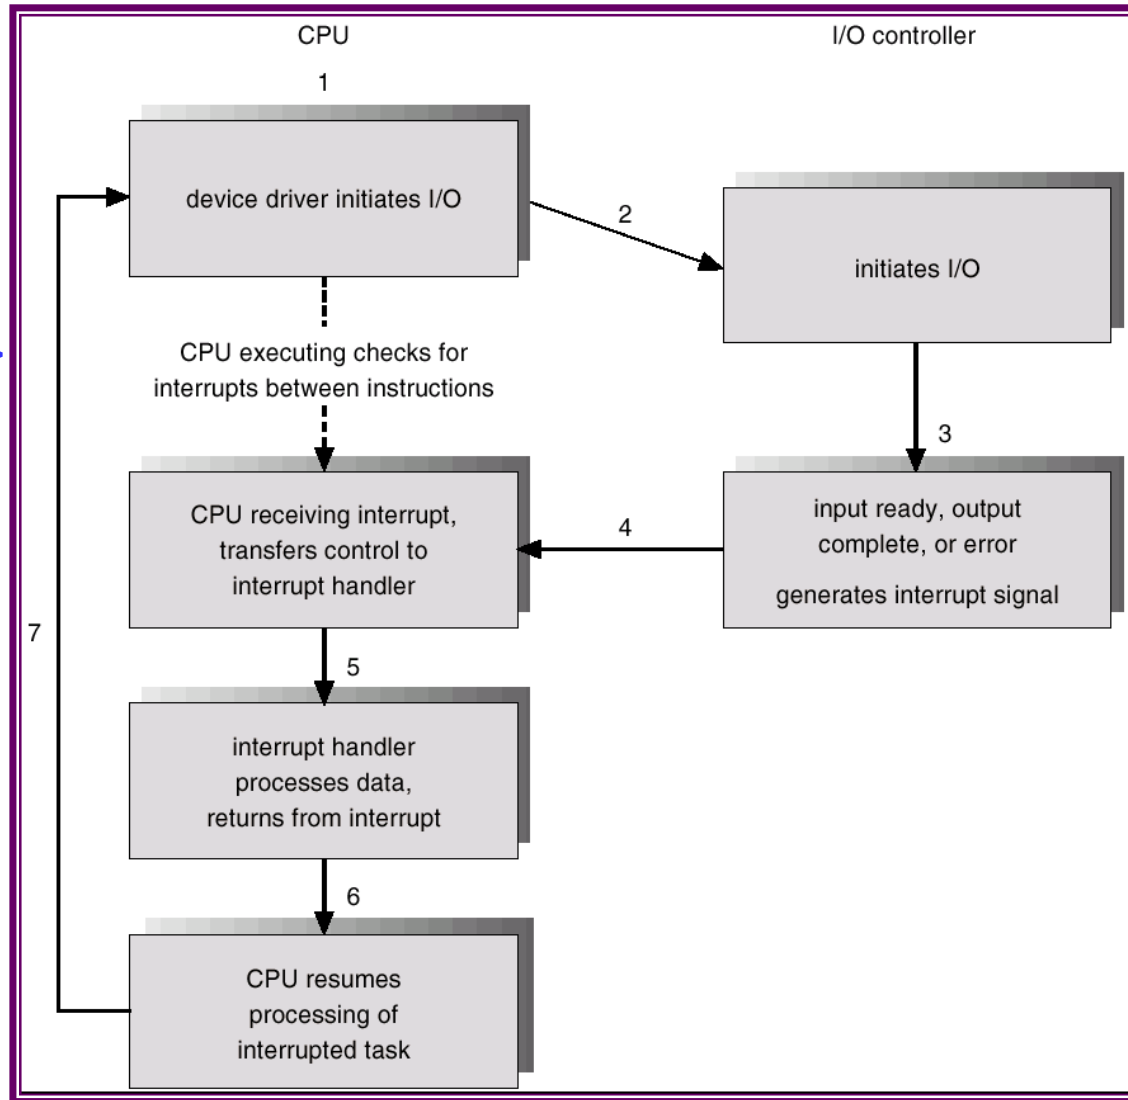 CPU
I/O controller
1
device driver initiates I/O
2
initiates I/O
CPU executing checks for
interrupts between instructions
3
CPU receiving interrupt,
transfers control to
interrupt handler
4
input ready, output
complete, or error
generates interrupt signal
7
5
interrupt handler
processes data,
returns from interrupt
6
CPU resumes
processing of
interrupted task